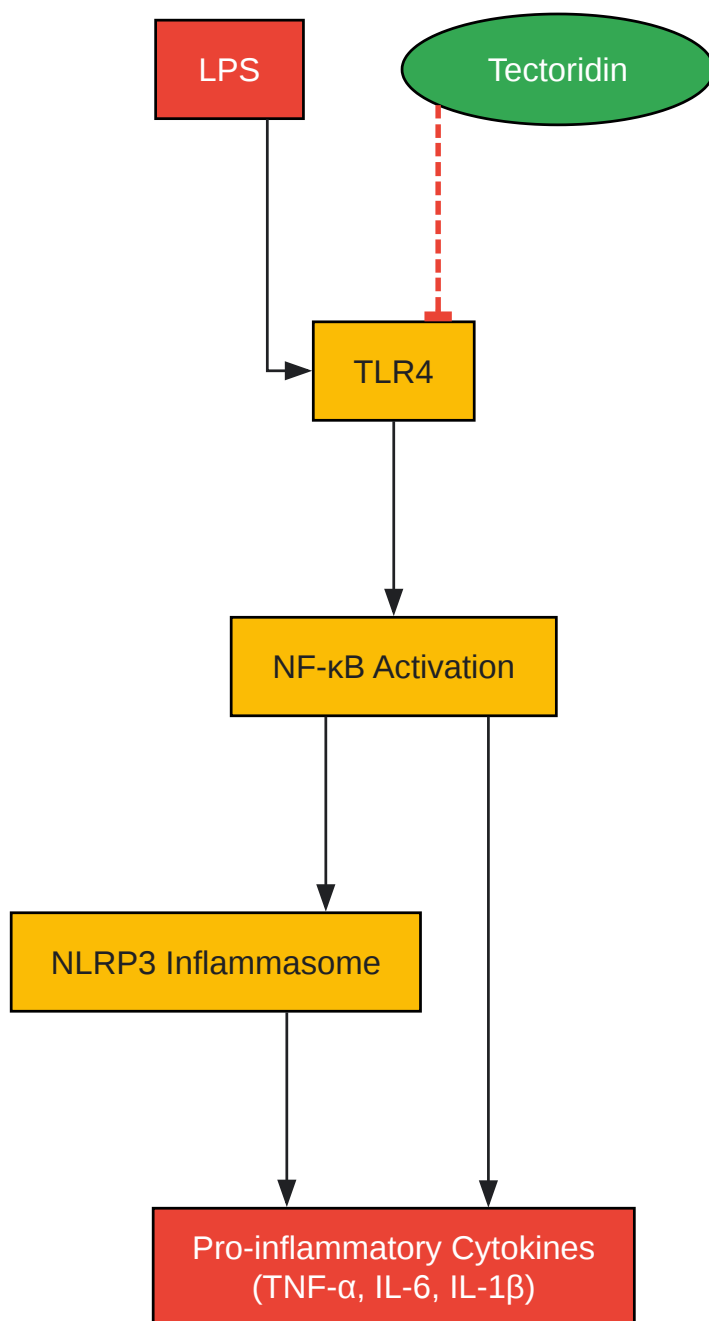 LPS
Tectoridin
TLR4
NF-κB Activation
NLRP3 Inflammasome
Pro-inflammatory Cytokines
(TNF-α, IL-6, IL-1β)